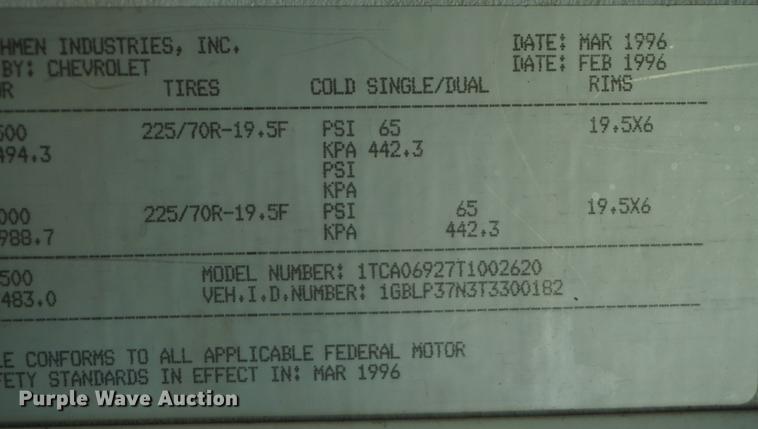 HMEN INDUSTRIES, INC. DATE: MAR 1996
BY: CHEVROLET DATE: FEB 1996
OR TIRES COLD SINGLE/DUAL RIMS
500 225/70R-19.5F PSI 65 19.5X6
494.3 KPA 442.3
PSI
KPA
000 225/70R-19.5F PSI 65 19.5X6
988.7 KPA 442.3
500 MODEL NUMBER: 1TCA06927T1002620
483.0 VEH.I.D.NUMBER: 1GBLP37N3T3300182
LE CONFORMS TO ALL APPLICABLE FEDERAL MOTOR
FETY STANDARDS IN EFFECT IN: MAR 1996
Purple Wave Auction